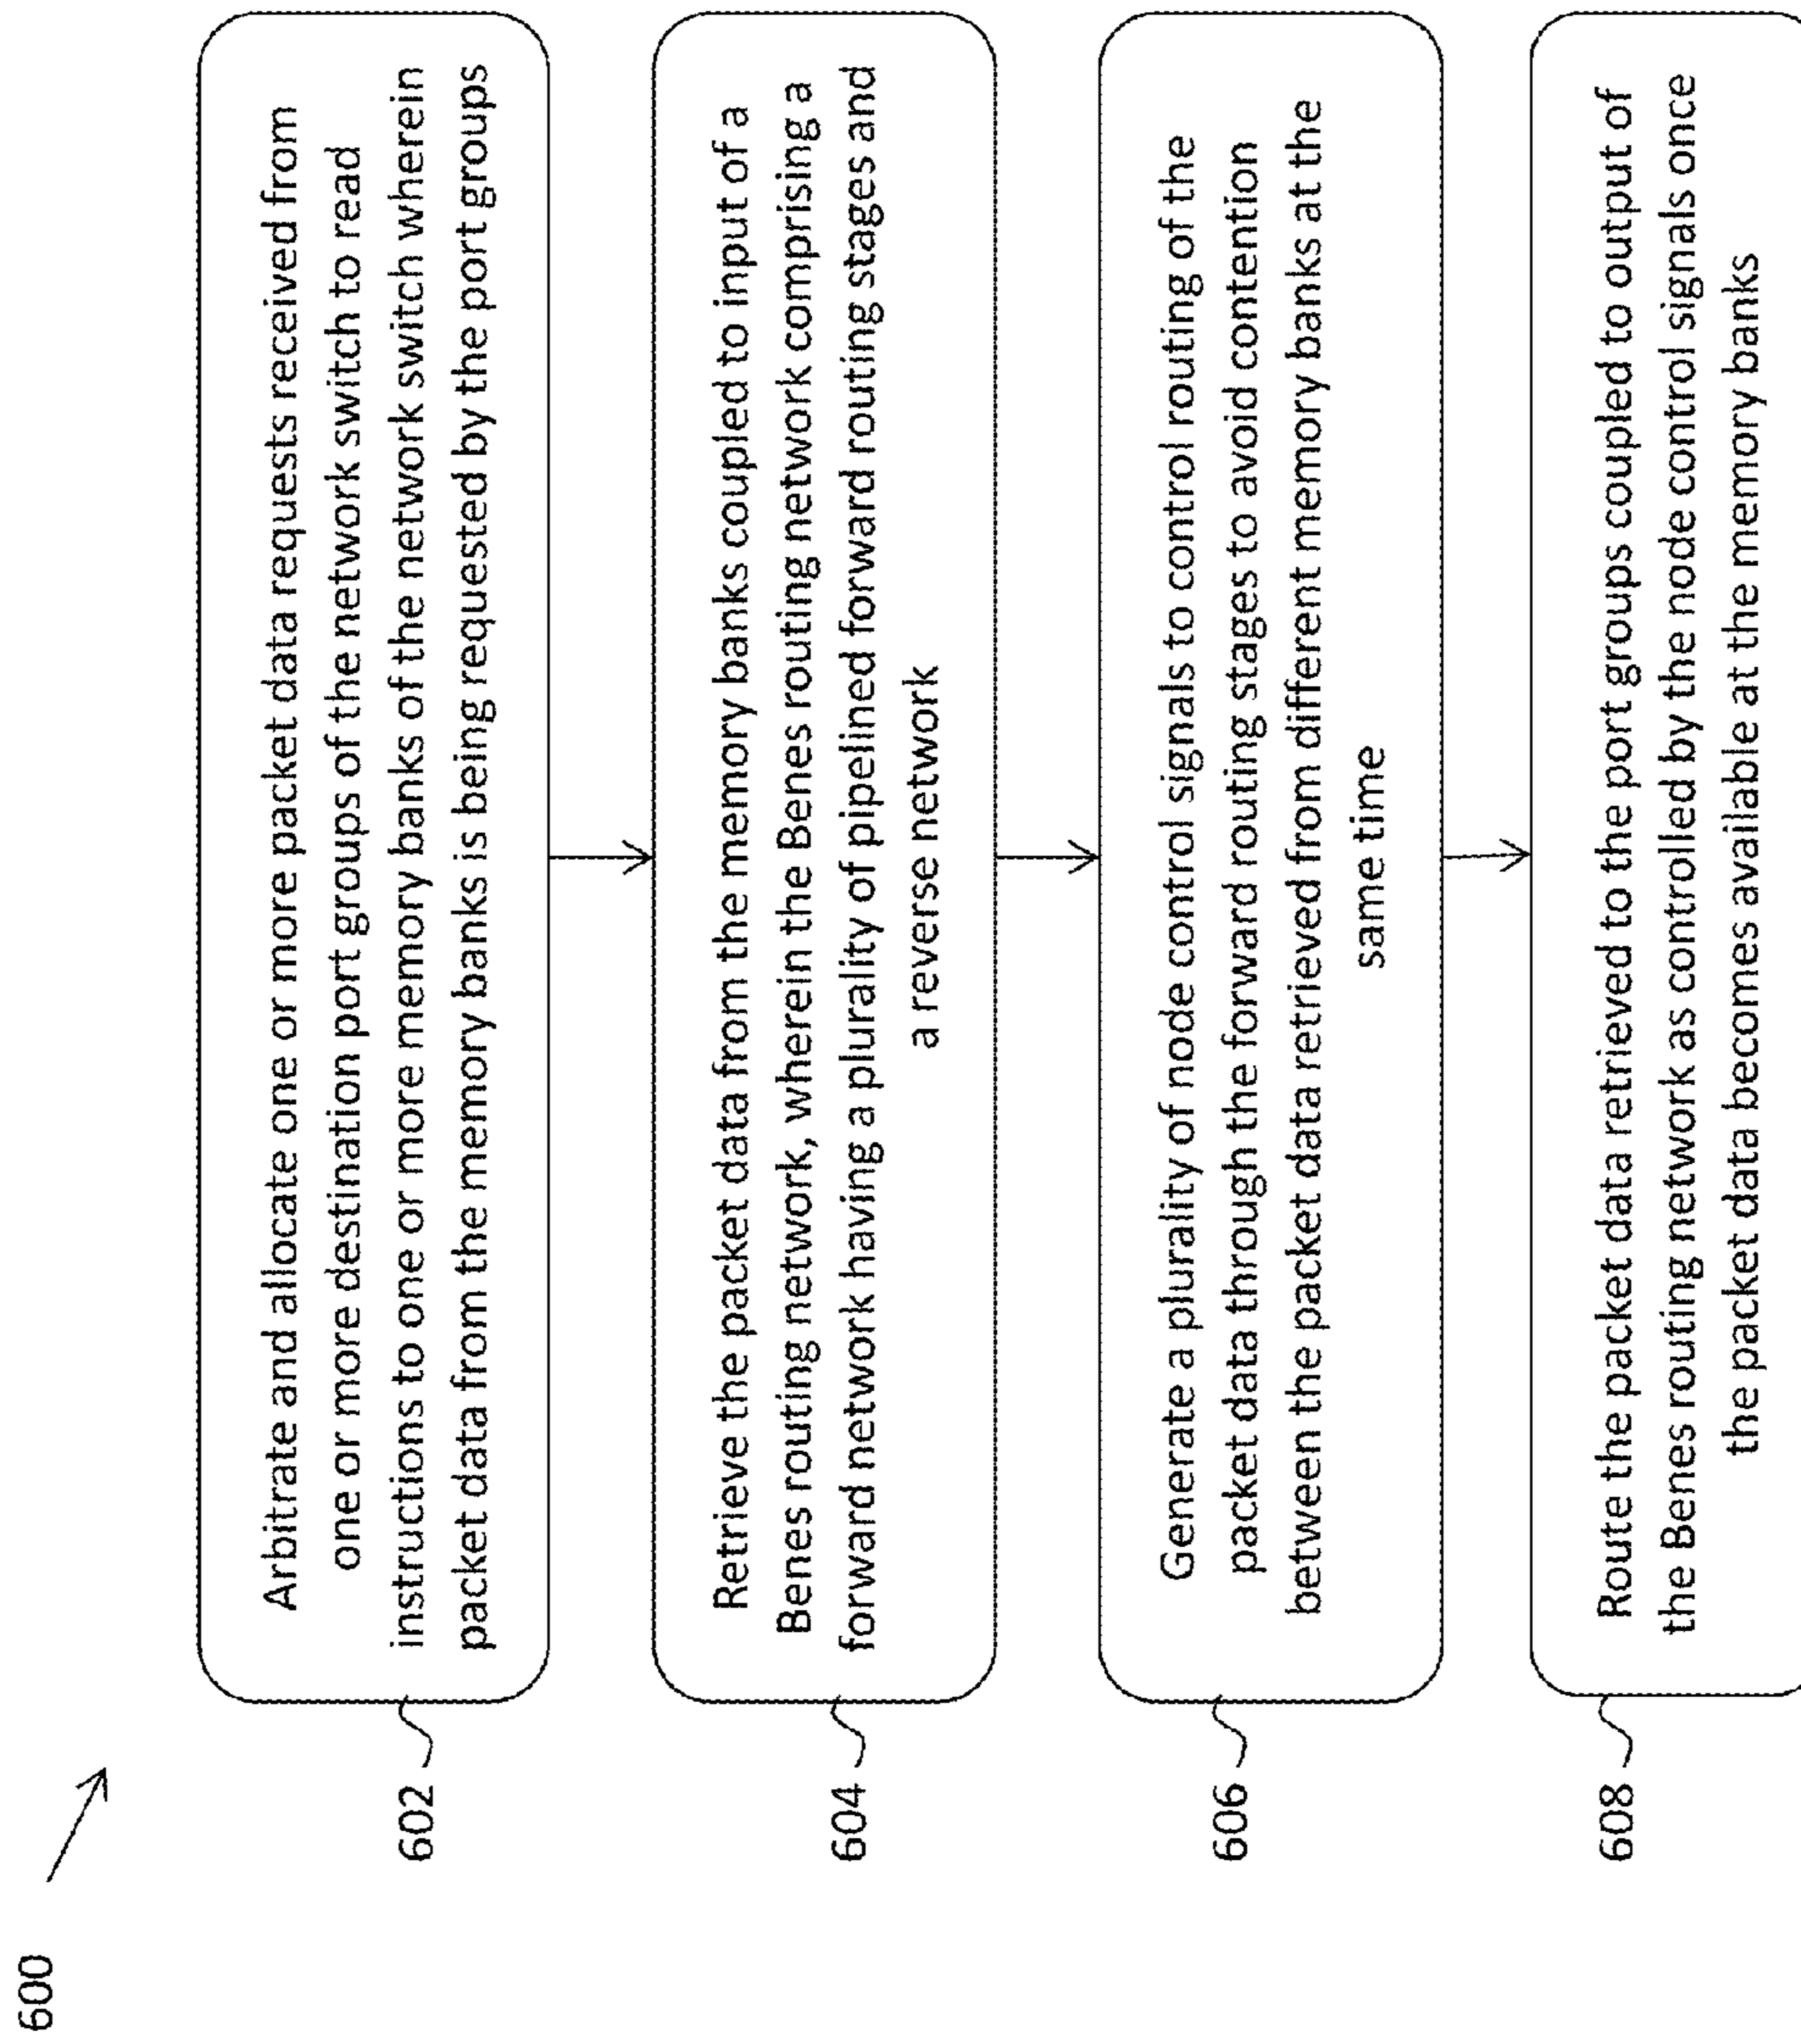 600
602
Arbitrate and allocate one or more packet data requests received from
one or more destination port groups of the network switch to read
instructions to one or more memory banks of the network switch wherein
packet data from the memory banks is being requested by the port groups
604
Retrieve the packet data from the memory banks coupled to input of a
Benes routing network, wherein the Benes routing network comprising a
forward network having a plurality of pipelined forward routing stages and
a reverse network
606
Generate a plurality of node control signals to control routing of the
packet data through the forward routing stages to avoid contention
between the packet data retrieved from different memory banks at the
same time
608
Route the packet data retrieved to the port groups coupled to output of
the Benes routing network as controlled by the node control signals once
the packet data becomes available at the memory banks